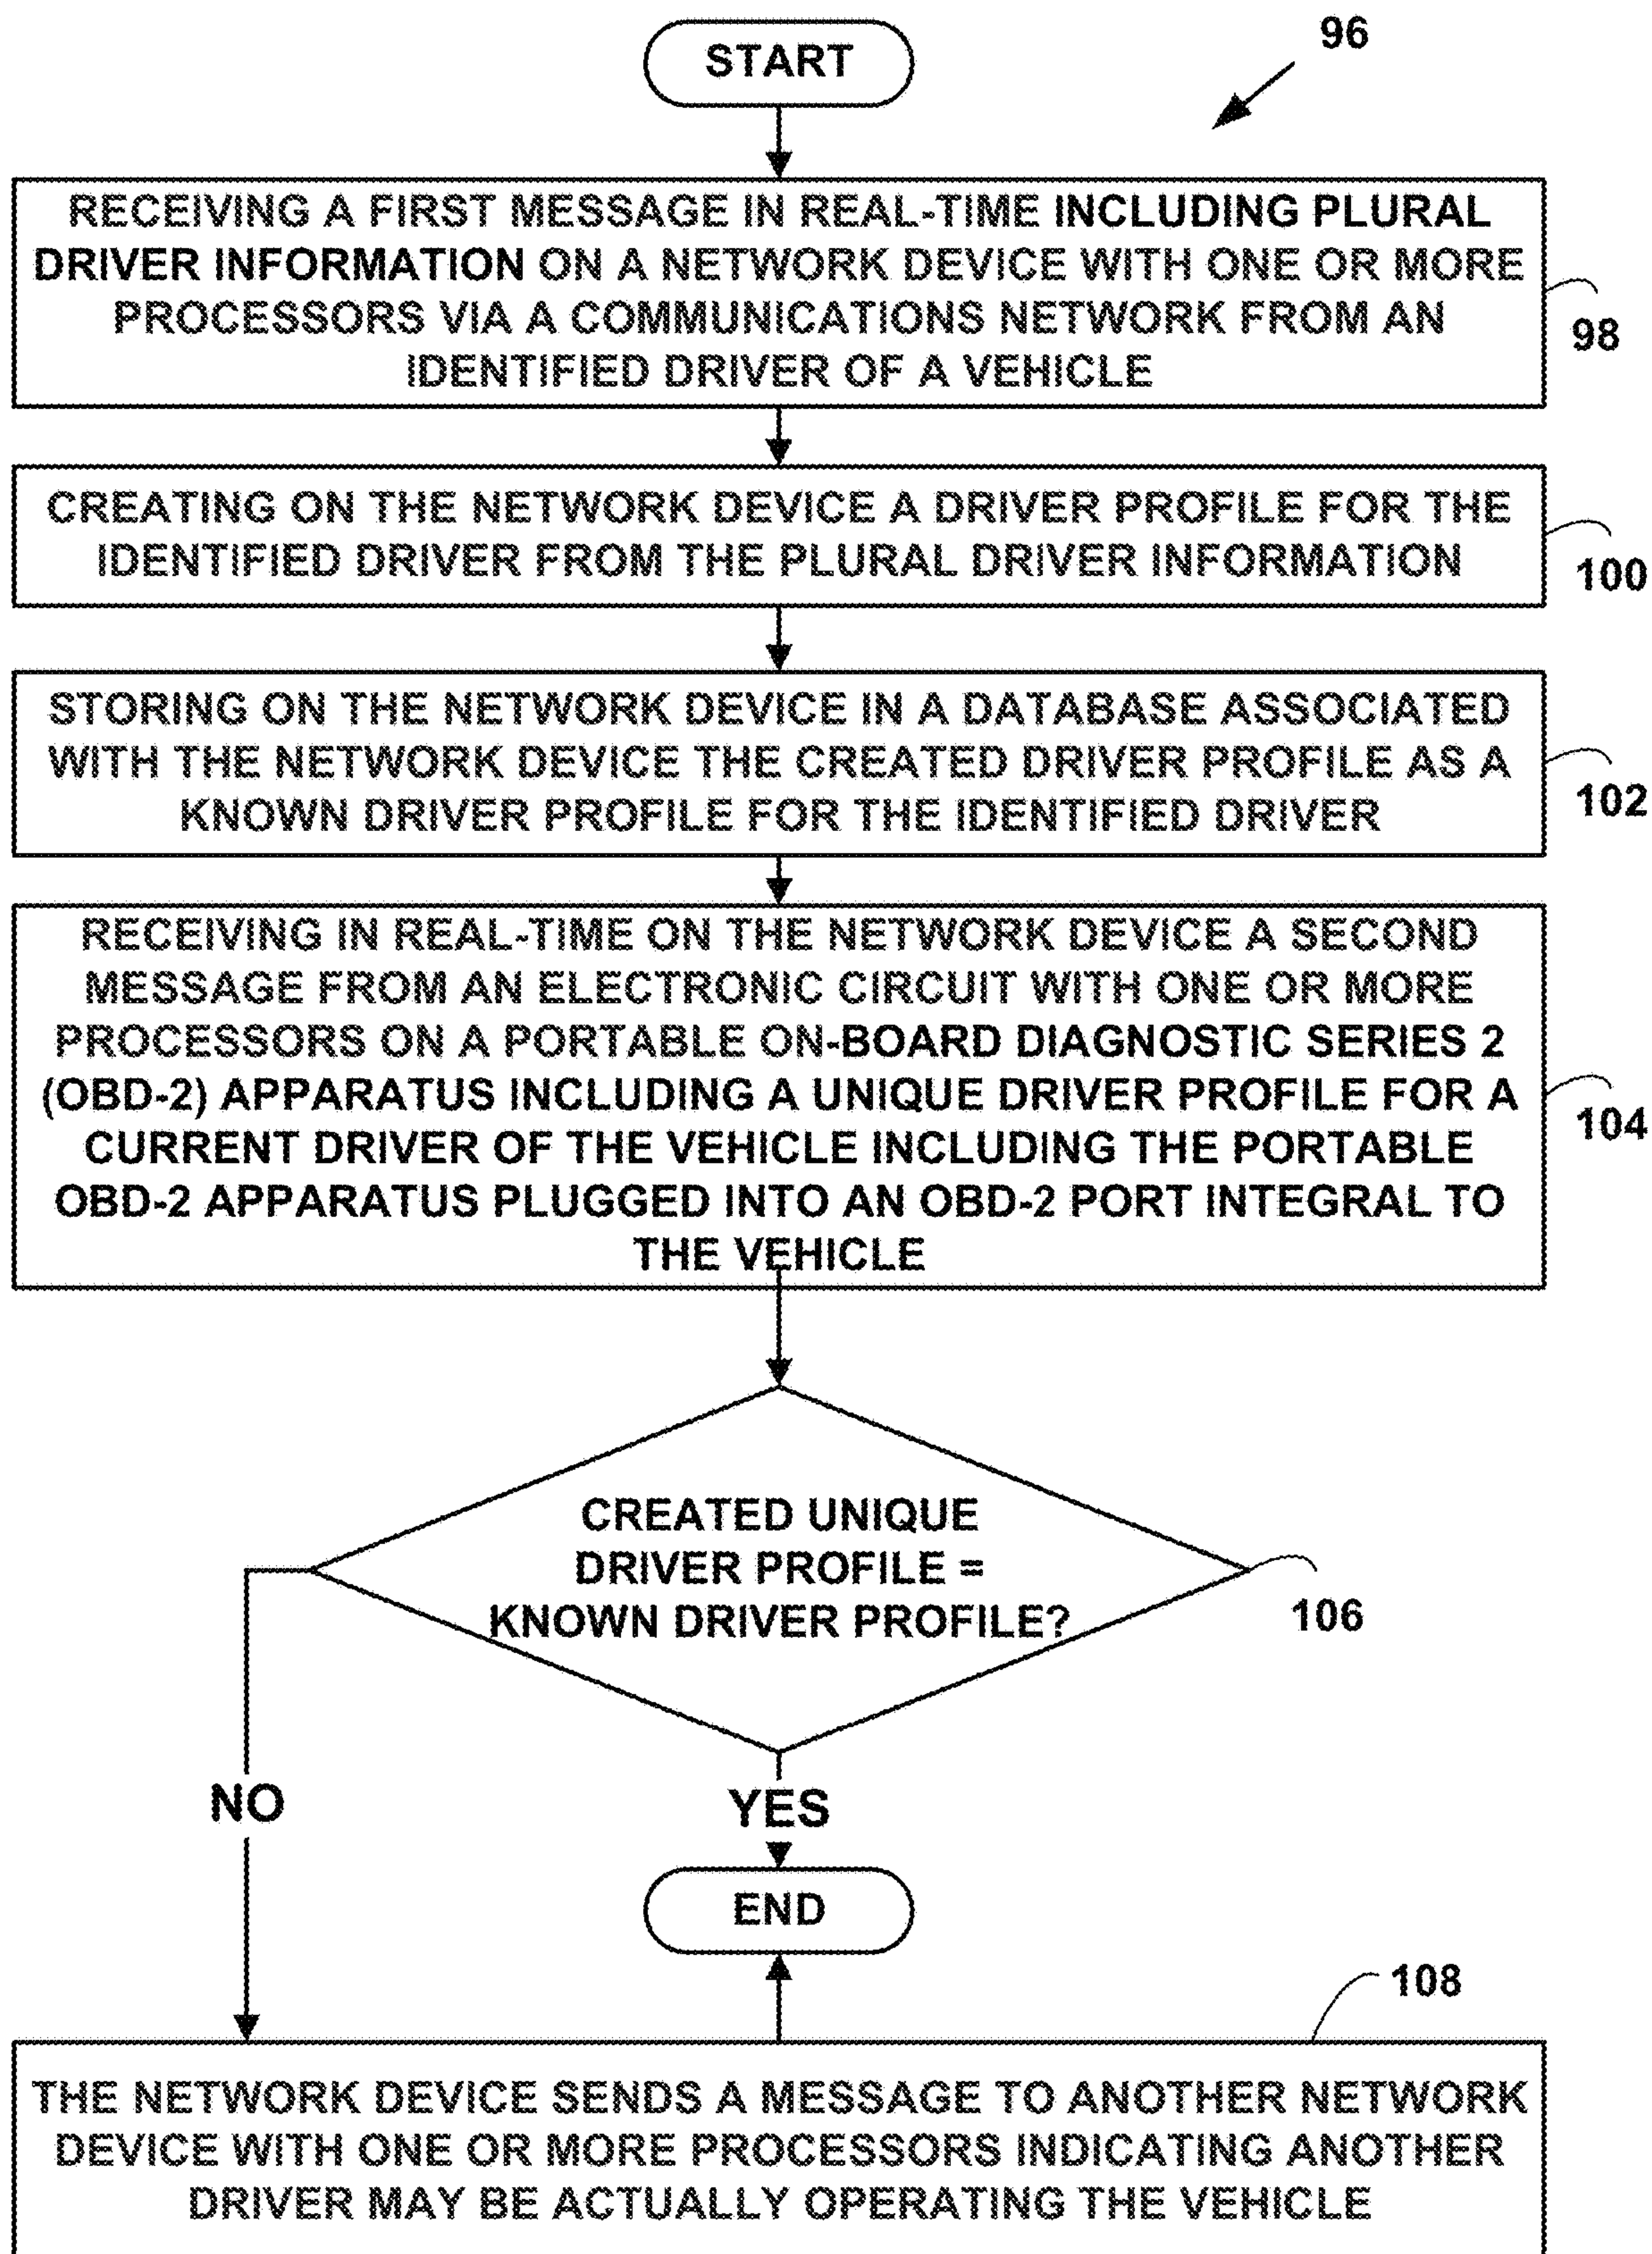 START
96
RECEIVING A FIRST MESSAGE IN REAL-TIME INCLUDING PLURAL
DRIVER INFORMATION ON A NETWORK DEVICE WITH ONE OR MORE
PROCESSORS VIA A COMMUNICATIONS NETWORK FROM AN
IDENTIFIED DRIVER OF A VEHICLE
98
CREATING ON THE NETWORK DEVICE A DRIVER PROFILE FOR THE
IDENTIFIED DRIVER FROM THE PLURAL DRIVER INFORMATION
100
STORING ON THE NETWORK DEVICE IN A DATABASE ASSOCIATED
WITH THE NETWORK DEVICE THE CREATED DRIVER PROFILE AS A
KNOWN DRIVER PROFILE FOR THE IDENTIFIED DRIVER
102
RECEIVING IN REAL-TIME ON THE NETWORK DEVICE A SECOND
MESSAGE FROM AN ELECTRONIC CIRCUIT WITH ONE OR MORE
PROCESSORS ON A PORTABLE ON-BOARD DIAGNOSTIC SERIES 2
(OBD-2) APPARATUS INCLUDING A UNIQUE DRIVER PROFILE FOR A
CURRENT DRIVER OF THE VEHICLE INCLUDING THE PORTABLE
OBD-2 APPARATUS PLUGGED INTO AN OBD-2 PORT INTEGRAL TO
THE VEHICLE
104
CREATED UNIQUE
DRIVER PROFILE =
KNOWN DRIVER PROFILE?
106
NO
YES
END
108
THE NETWORK DEVICE SENDS A MESSAGE TO ANOTHER NETWORK
DEVICE WITH ONE OR MORE PROCESSORS INDICATING ANOTHER
DRIVER MAY BE ACTUALLY OPERATING THE VEHICLE